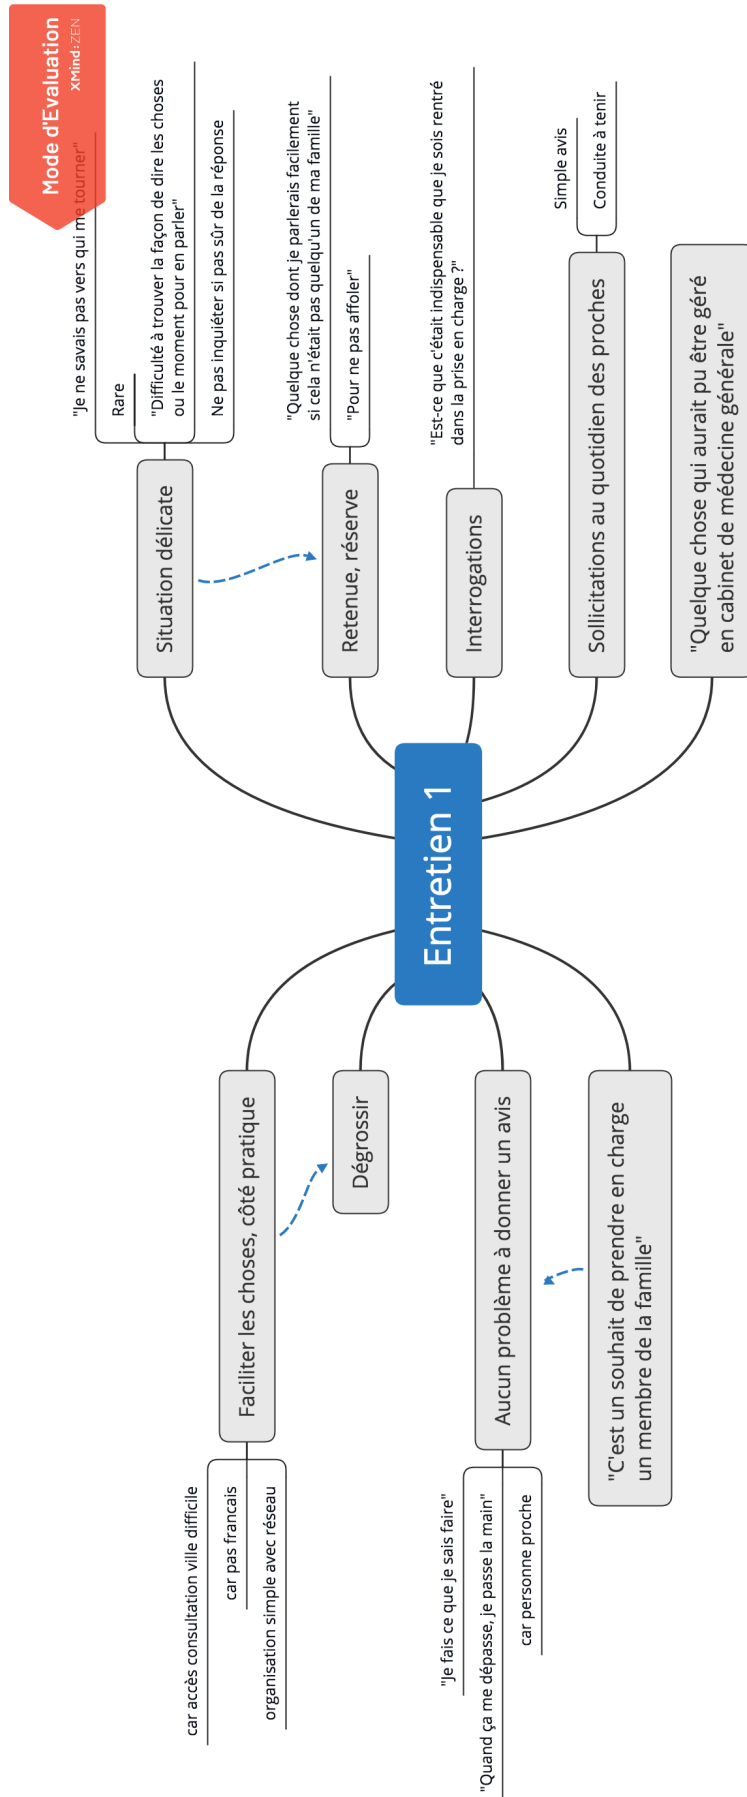 Mode d'Evaluation
XMind:ZEN
"Je ne savais pas vers qui me tourner"
Rare
"Difficulté à trouver la façon de dire les choses
ou le moment pour en parler"
Ne pas inquiéter si pas sûr de la réponse
Situation délicate
"Quelque chose dont je parlerais facilement
si cela n'était pas quelqu'un de ma famille"
"Pour ne pas affoler"
Retenue, réserve
"Est-ce que c'était indispensable que je sois rentré
dans la prise en charge ?"
Interrogations
Simple avis
Conduite à tenir
Sollicitations au quotidien des proches
"Quelque chose qui aurait pu être géré
en cabinet de médecine générale"
Entretien 1
Faciliter les choses, côté pratique
car accès consultation ville difficile
car pas francais
organisation simple avec réseau
Dégrossir
Aucun problème à donner un avis
"Je fais ce que je sais faire"
"Quand ça me dépasse, je passe la main"
car personne proche
"C'est un souhait de prendre en charge
un membre de la famille"